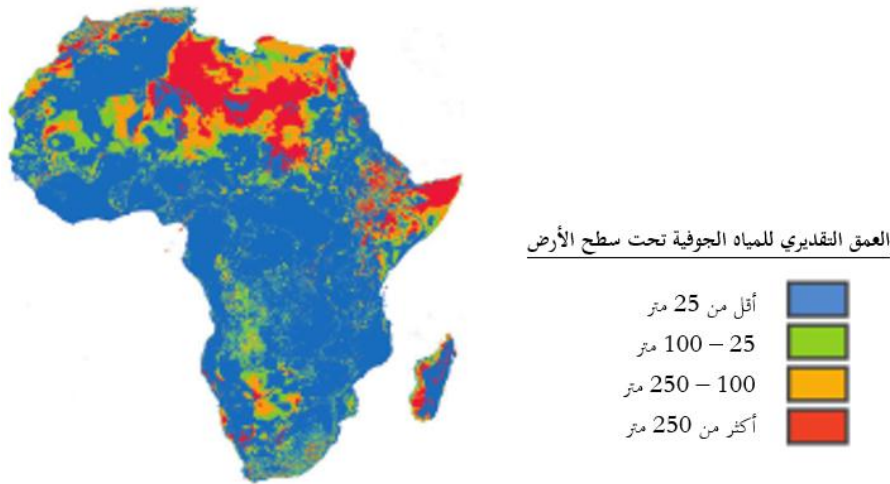 العمق التقديري للمياه الجوفية تحت سطح الأرض
أقل من 25 متر
25 – 100 متر
100 – 250 متر
أكثر من 250 متر